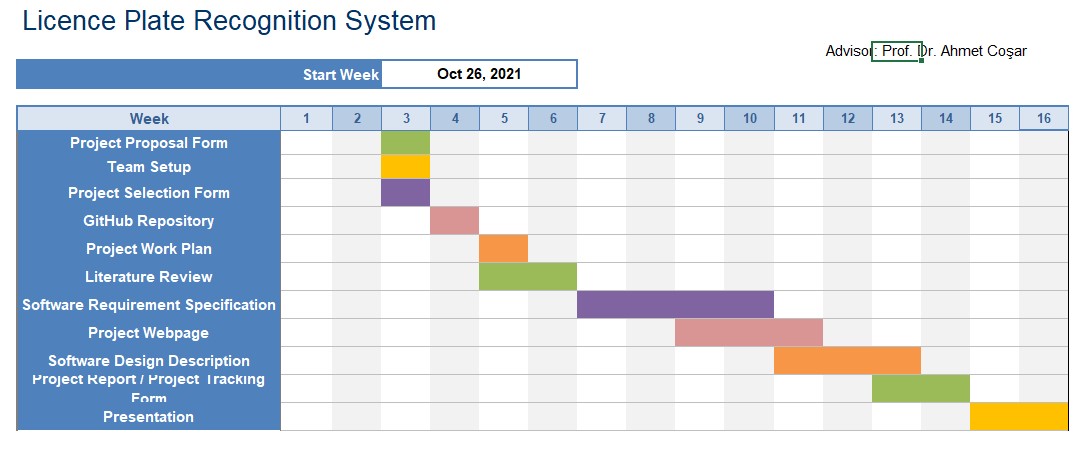 Licence Plate Recognition System
Advisor: Prof. Dr. Ahmet Coşar
Start Week Oct 26, 2021
Week 1 2 3 4 5 6 7 8 9 10 11 12 13 14 15 16
Project Proposal Form
Team Setup
Project Selection Form
GitHub Repository
Project Work Plan
Literature Review
Software Requirement Specification
Project Webpage
Software Design Description
Project Report / Project Tracking
Form
Presentation